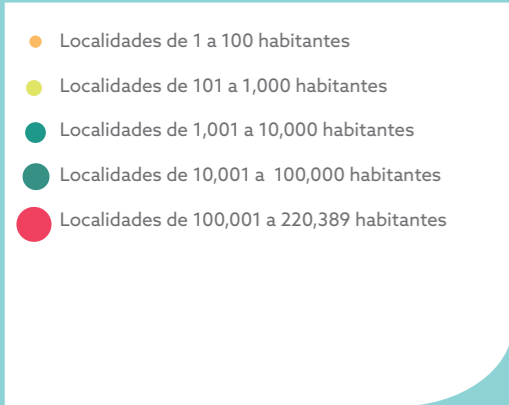 Localidades de 1 a 100 habitantes
Localidades de 101 a 1,000 habitantes
Localidades de 1,001 a 10,000 habitantes
Localidades de 10,001 a 100,000 habitantes
Localidades de 100,001 a 220,389 habitantes